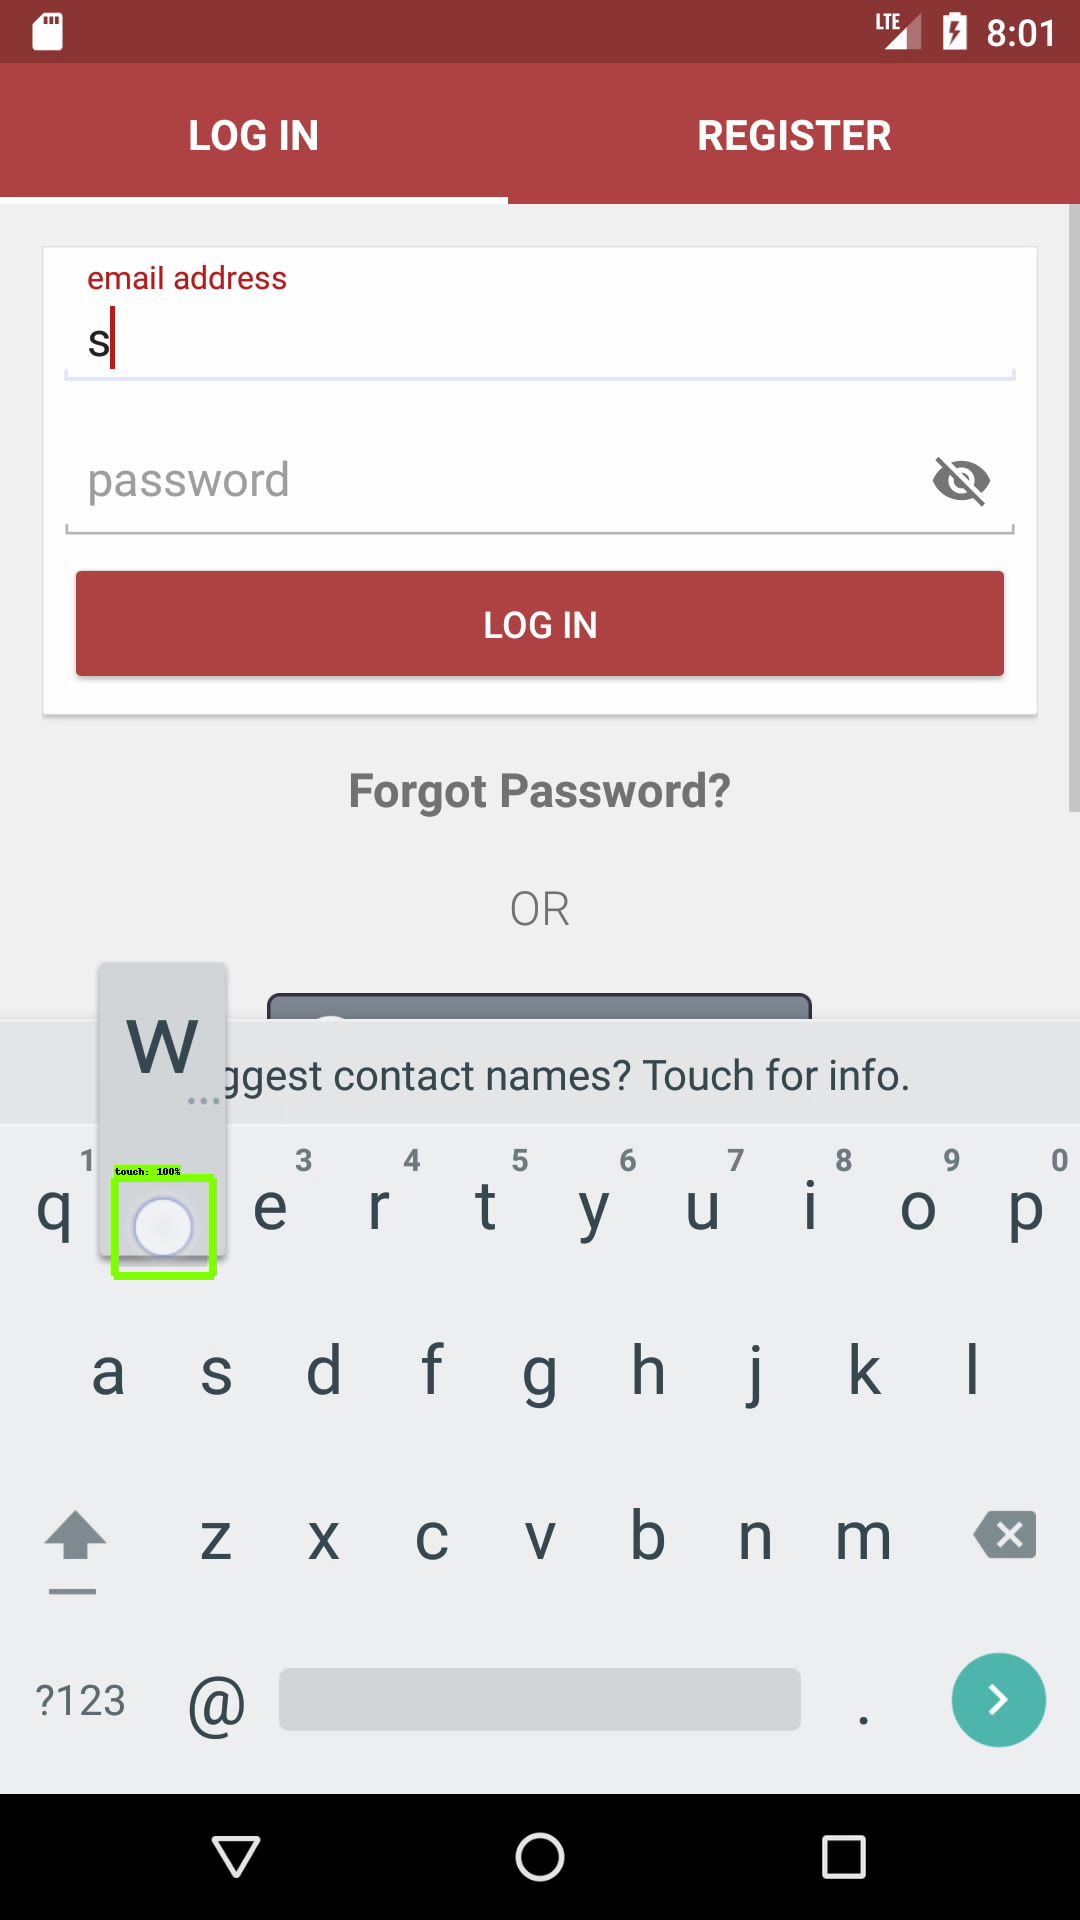 LTE 8:01
LOG IN REGISTER
email address
s
password
LOG IN
Forgot Password?
OR
w
...
ggest contact names? Touch for info.
touch: 100%
1 3 4 5 6 7 8 9 0
q e r t y u i o p
a s d f g h j k l
z x c v b n m
?123 @ .